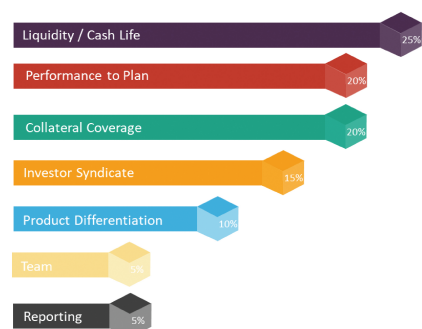 Liquidity / Cash Life 25%
Performance to Plan 20%
Collateral Coverage 20%
Investor Syndicate 15%
Product Differentiation 10%
Team 5%
Reporting 5%